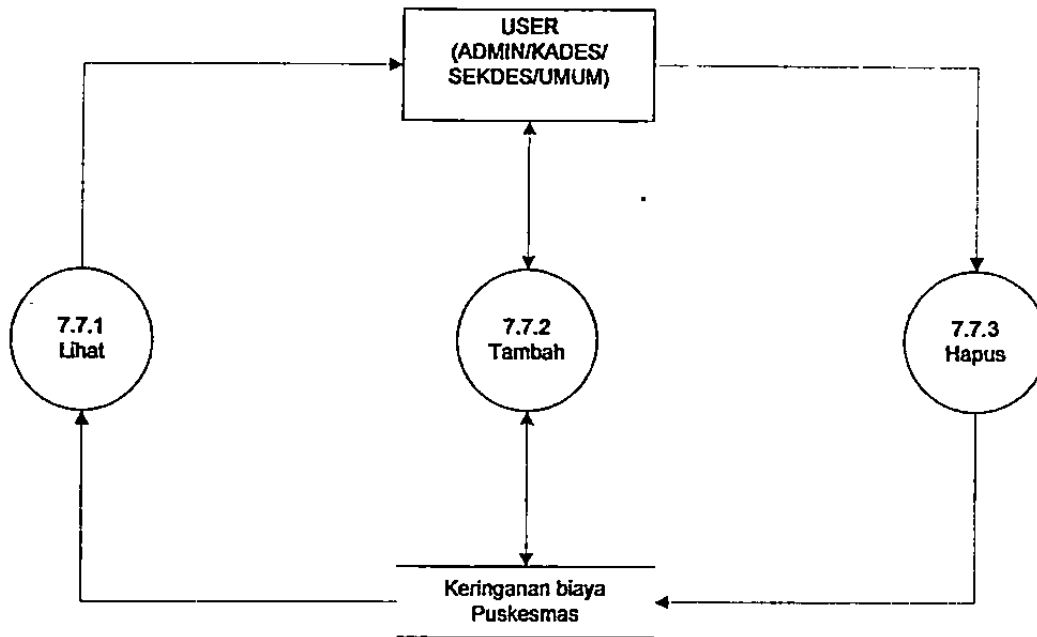 USER
(ADMIN/KADES/
SEKDES/UMUM)
7.7.1
Lihat
7.7.2
Tambah
7.7.3
Hapus
Keringanan biaya
Puskesmas